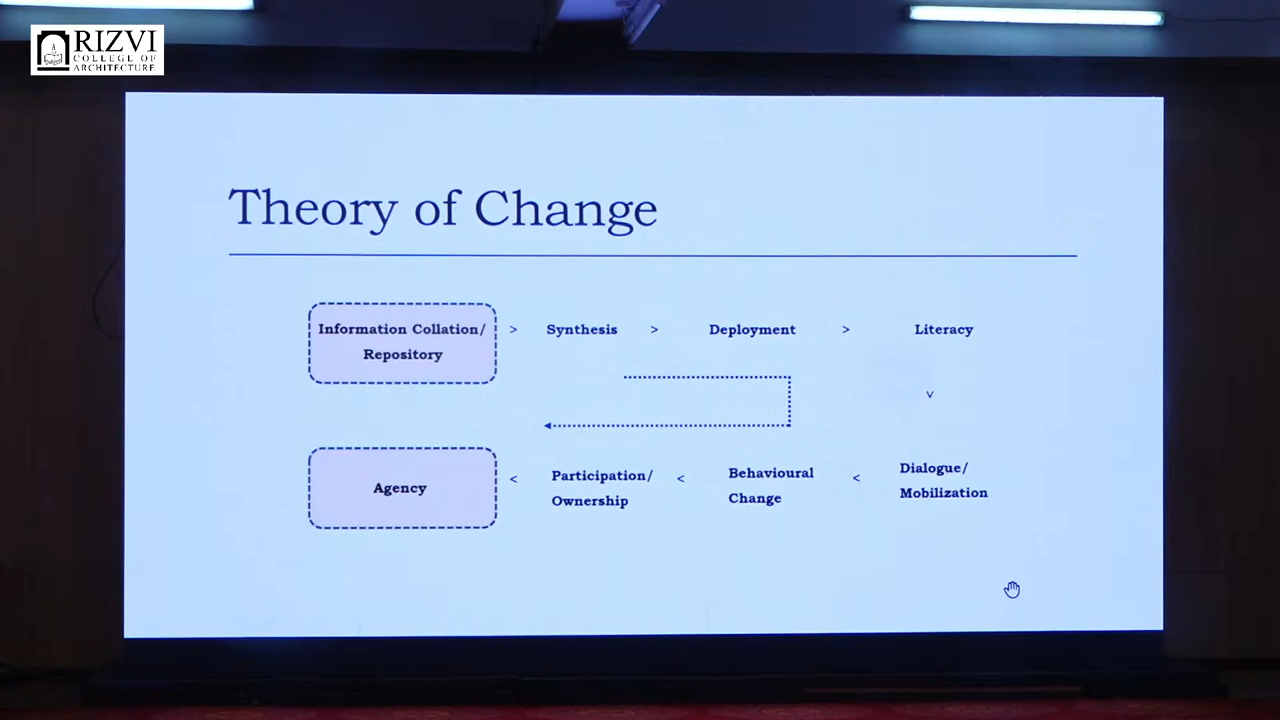 RIZVI
COLLEGE OF
ARCHITECTURE
Theory of Change
Information Collation/ > Synthesis > Deployment > Literacy
Repository
v
Agency < Participation/ < Behavioural < Dialogue/
Ownership Change Mobilization